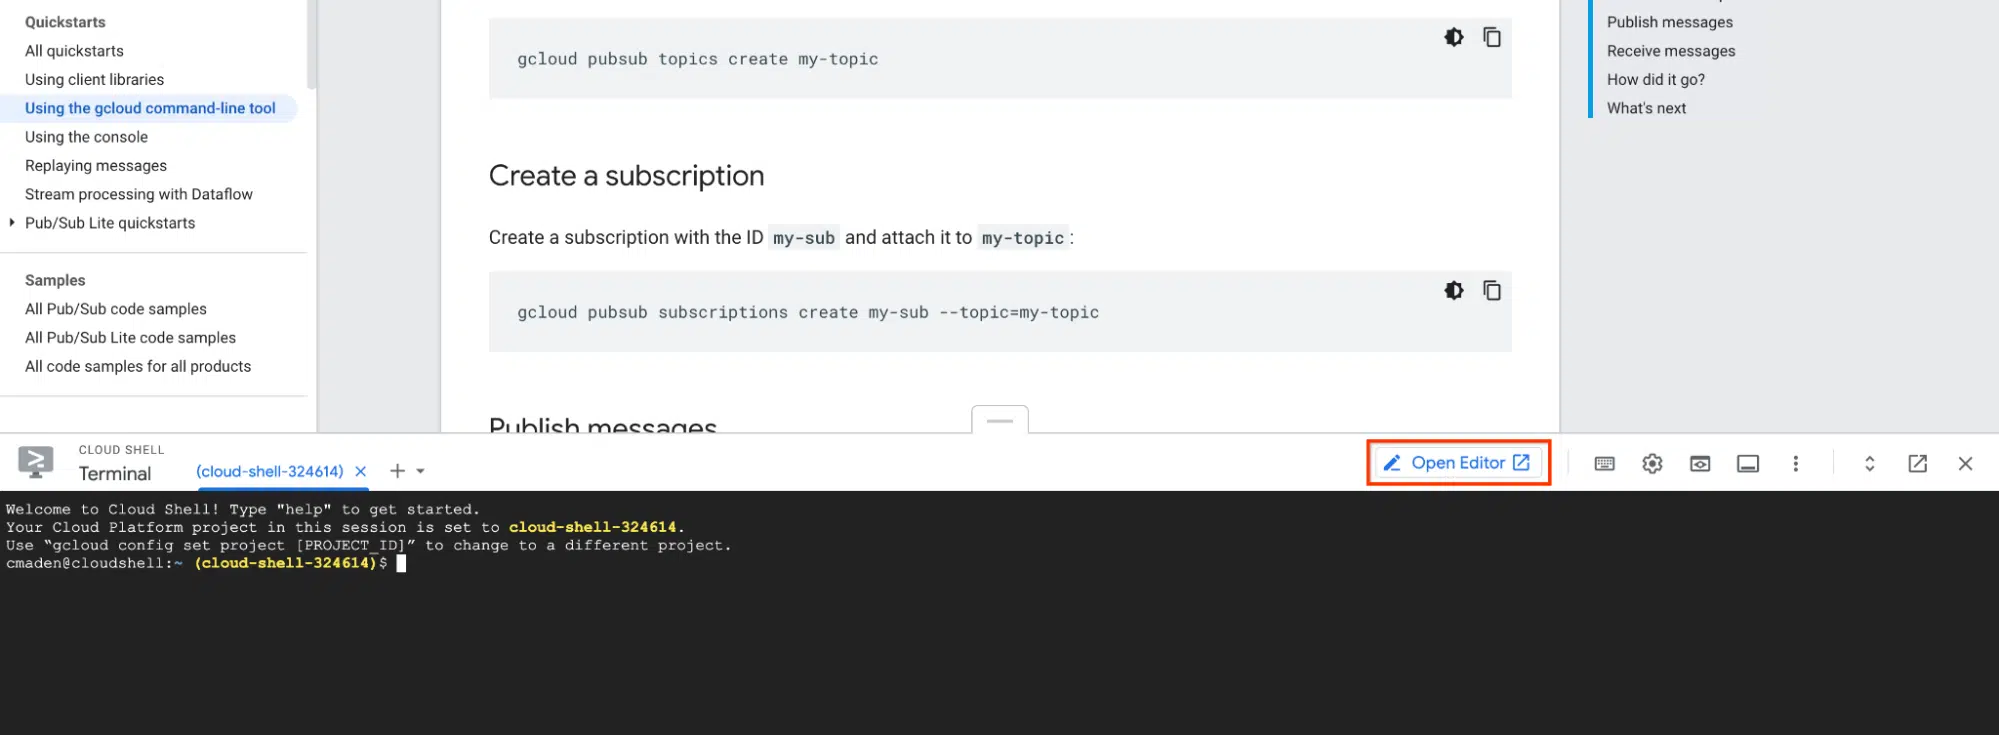 Quickstarts
All quickstarts
Using client libraries
Using the gcloud command-line tool
Using the console
Replaying messages
Stream processing with Dataflow
Pub/Sub Lite quickstarts
Samples
All Pub/Sub code samples
All Pub/Sub Lite code samples
All code samples for all products
gcloud pubsub topics create my-topic
Create a subscription
Create a subscription with the ID my-sub and attach it to my-topic:
gcloud pubsub subscriptions create my-sub --topic=my-topic
Publish messages
Publish messages
Receive messages
How did it go?
What's next
CLOUD SHELL
Terminal
(cloud-shell-324614)
Open Editor
Welcome to Cloud Shell! Type "help" to get started.
Your Cloud Platform project in this session is set to cloud-shell-324614.
Use “gcloud config set project [PROJECT_ID]” to change to a different project.
cmaden@cloudshell:~ (cloud-shell-324614)$